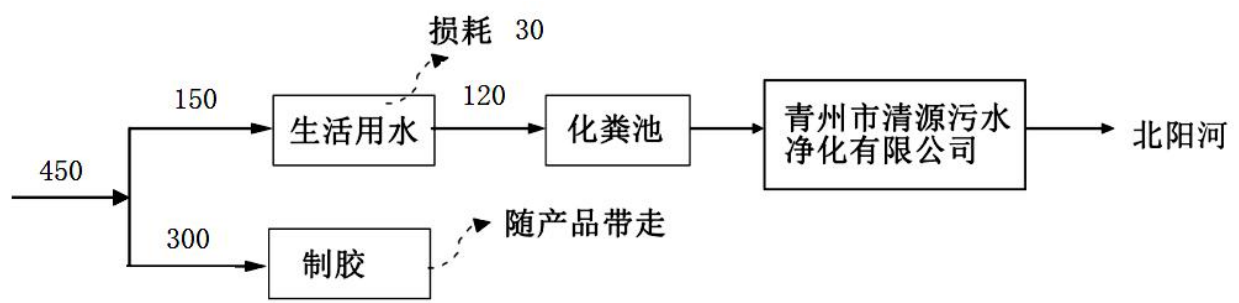 损耗 30
150
生活用水
120
化粪池
青州市清源污水
净化有限公司
北阳河
450
300
制胶
随产品带走